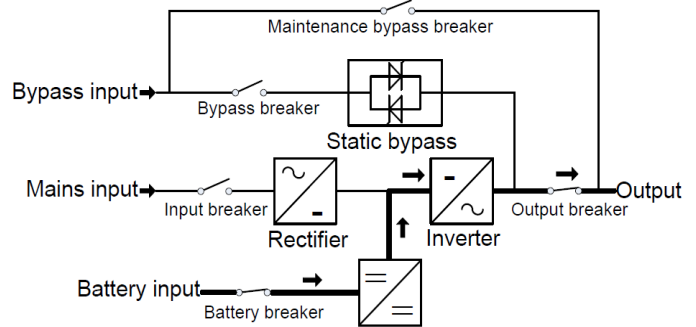 Maintenance bypass breaker
Bypass input
Bypass breaker
Static bypass
Mains input
Input breaker
Rectifier
Inverter
Output breaker
Output
Battery input
Battery breaker